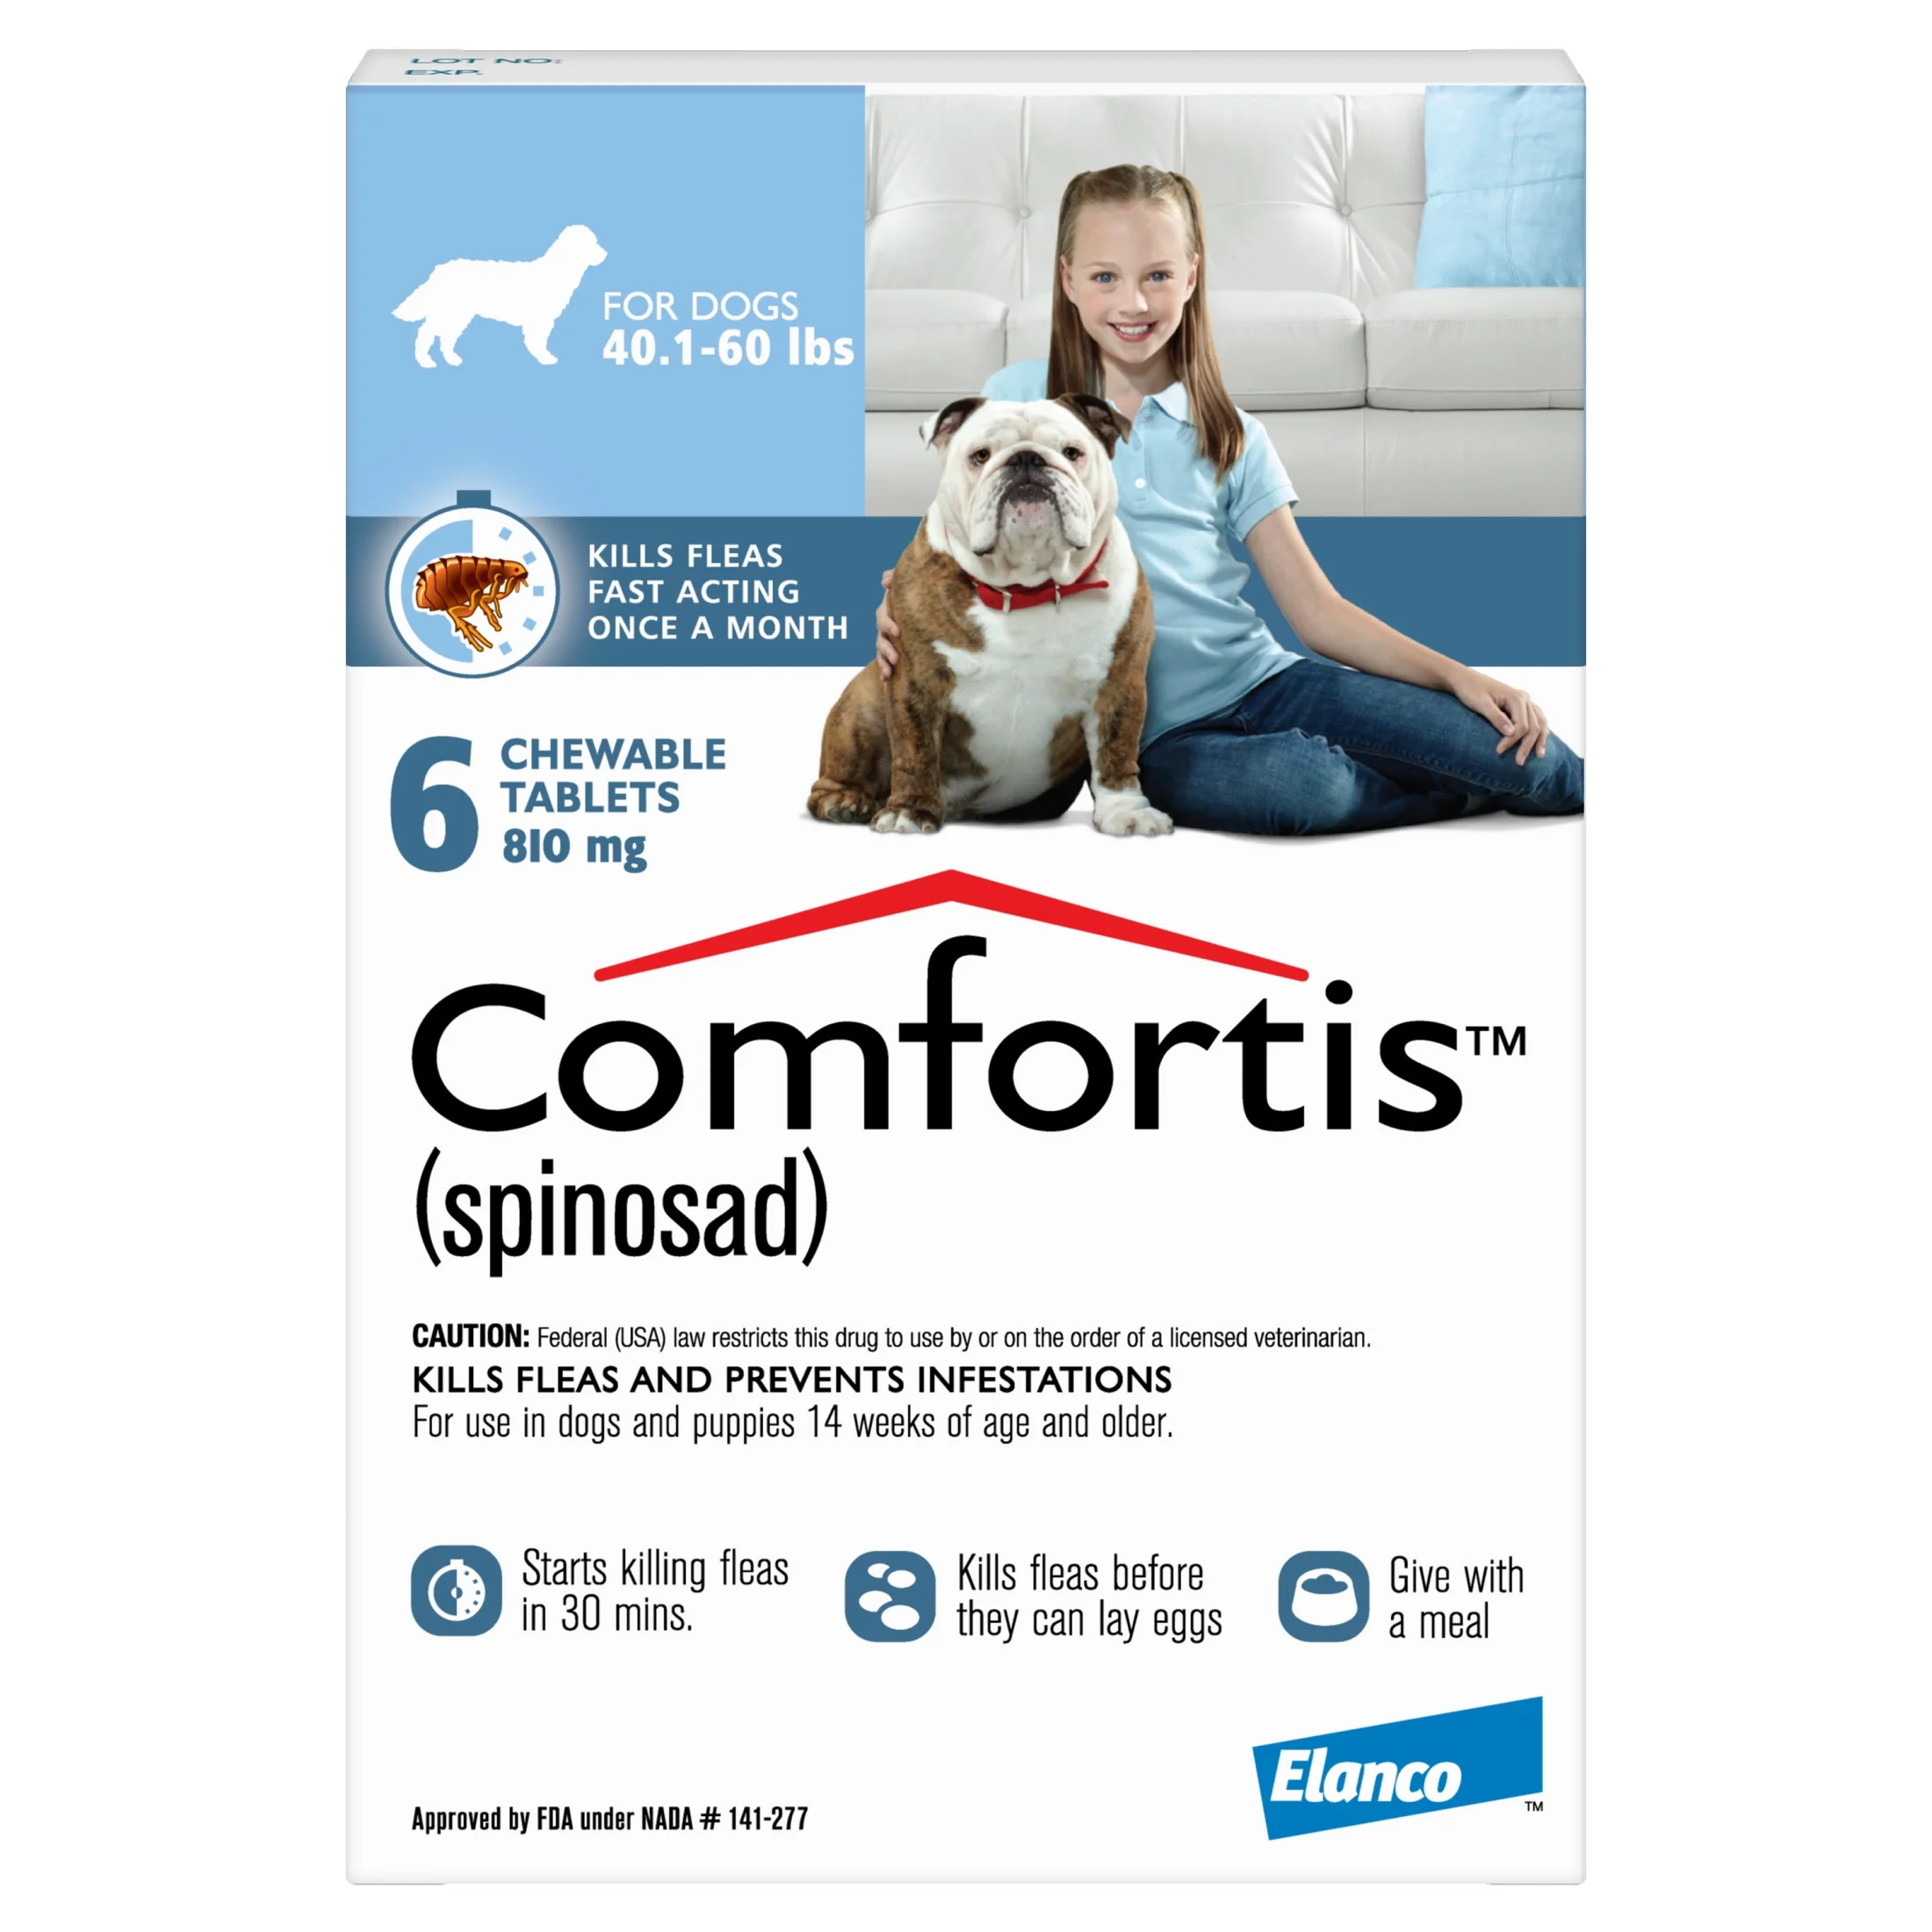 LOT NO:
EXP.
FOR DOGS
40.1-60 lbs
KILLS FLEAS
FAST ACTING
ONCE A MONTH
6 CHEWABLE
TABLETS
810 mg
Comfortis™
(spinosad)
CAUTION: Federal (USA) law restricts this drug to use by or on the order of a licensed veterinarian.
KILLS FLEAS AND PREVENTS INFESTATIONS
For use in dogs and puppies 14 weeks of age and older.
Starts killing fleas
in 30 mins.
Kills fleas before
they can lay eggs
Give with
a meal
Elanco™
Approved by FDA under NADA # 141-277